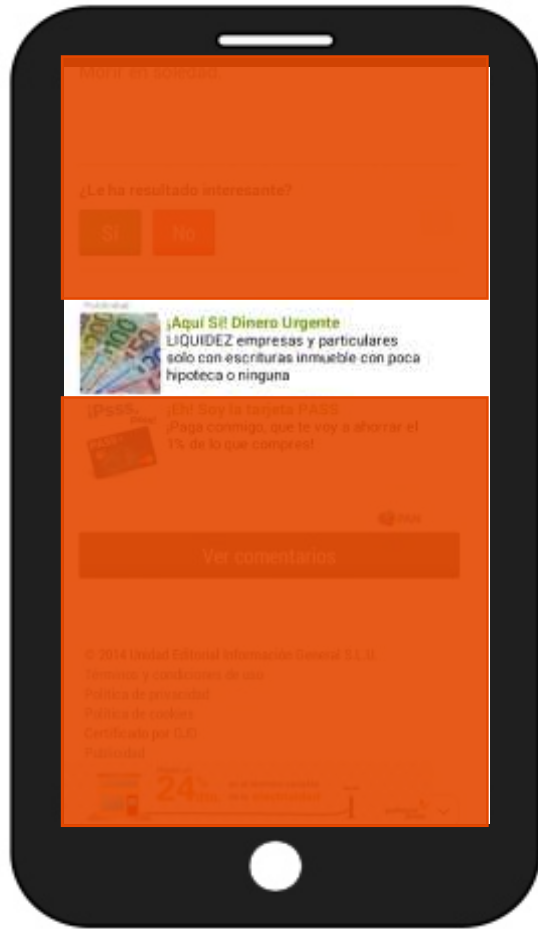 Morir en soledad
¿Le ha resultado interesante?
Sí
No
Publicidad
¡Aquí SÍ! Dinero Urgente
LIQUIDEZ empresas y particulares
solo con escrituras inmueble con poca
hipoteca o ninguna
¡Eh! Soy la tarjeta PASS
¡Paga conmigo, que te voy a ahorrar el
1% de lo que compres!
Ver comentarios
© 2014 Unidad Editorial Información General S.L.U.
Términos y condiciones de uso
Política de privacidad
Política de cookies
Certificado por OJD
Publicidad
24